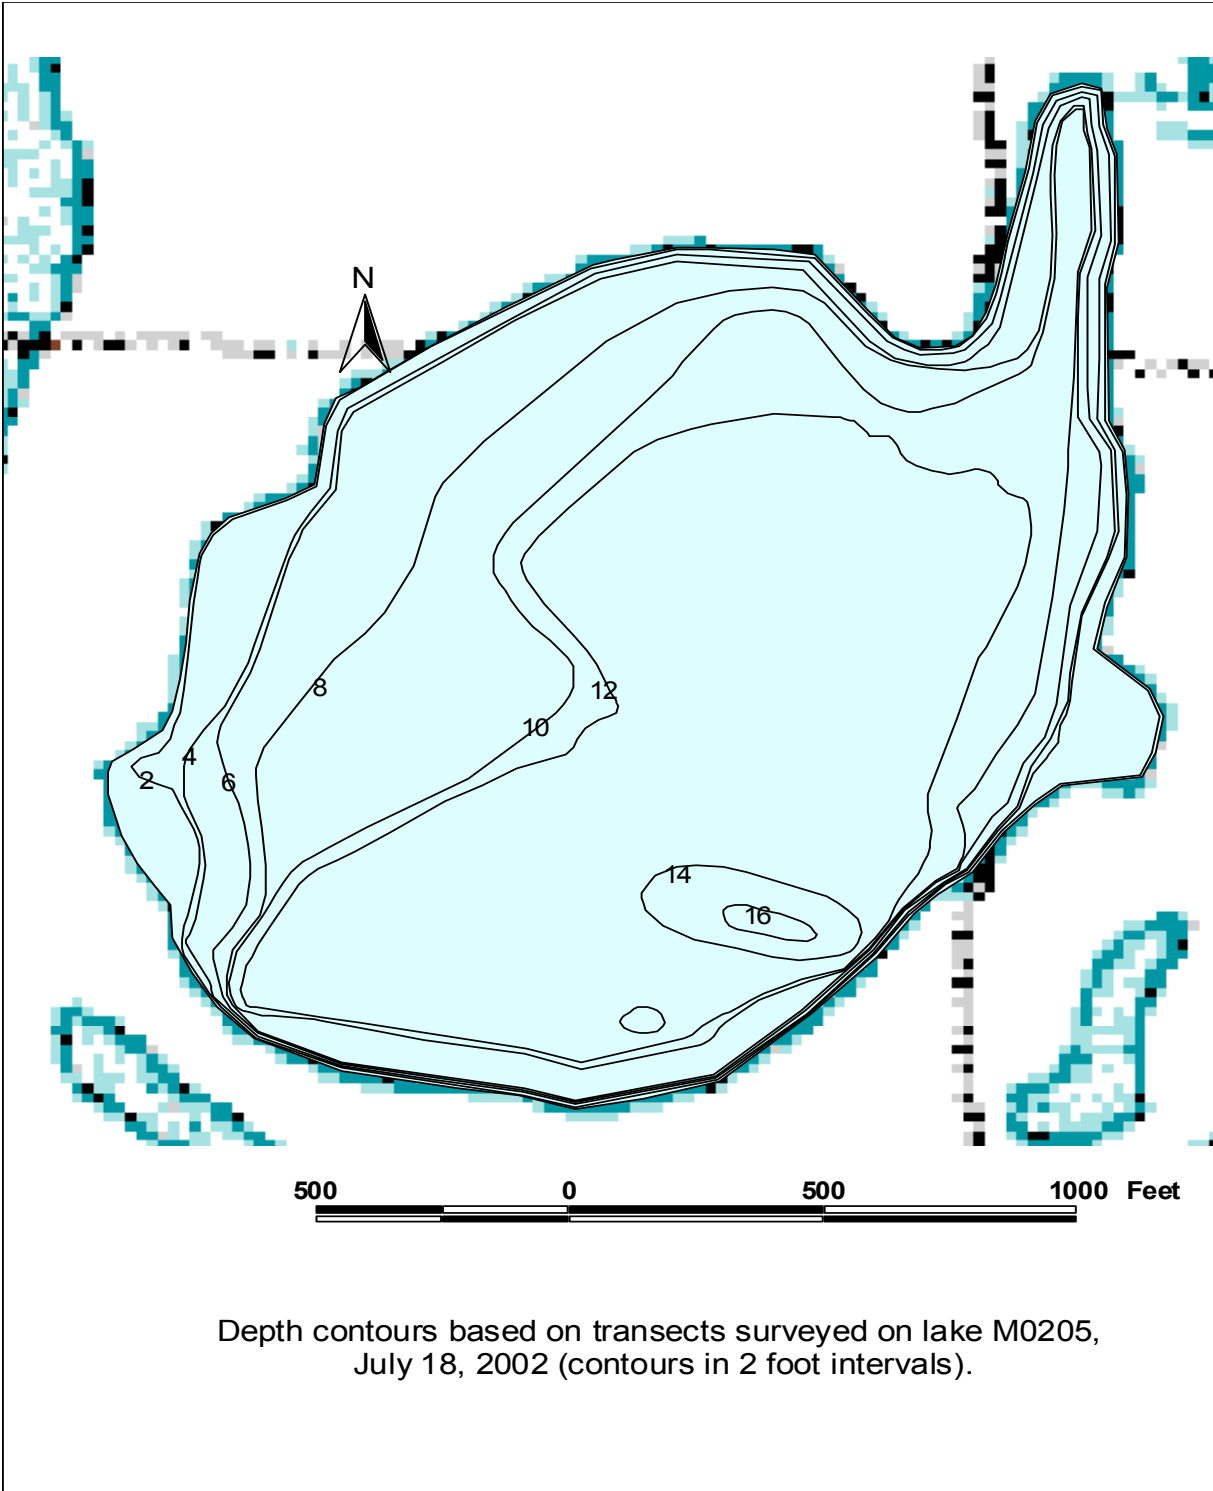 N
8
12
10
4
2
6
14
16
500 0 500 1000 Feet
Depth contours based on transects surveyed on lake M0205,
July 18, 2002 (contours in 2 foot intervals).